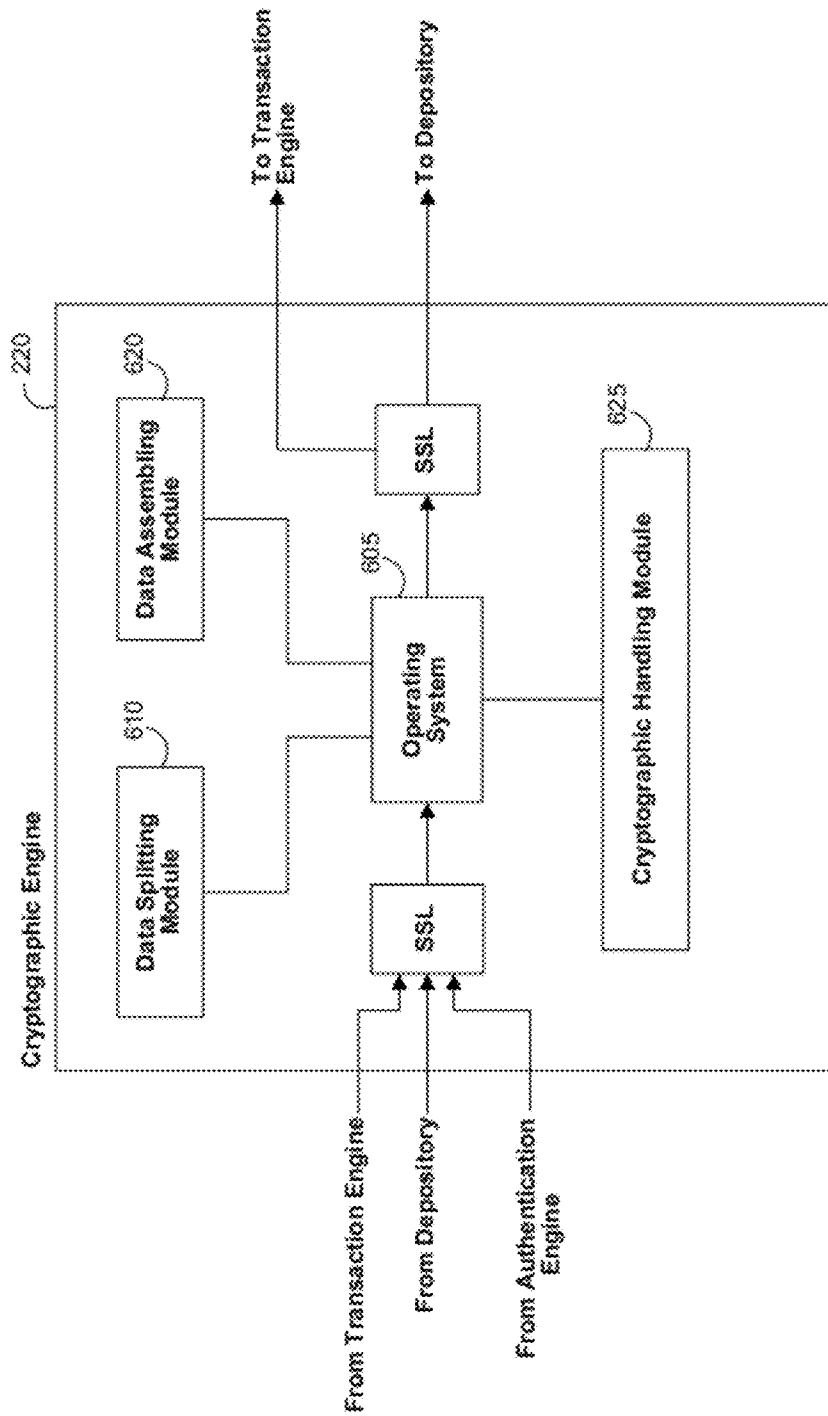 Cryptographic Engine
220
Data Splitting
Module
610
Data Assembling
Module
620
From Transaction Engine
From Depository
From Authentication
Engine
SSL
Operating
System
605
SSL
To Transaction
Engine
To Depository
Cryptographic Handling Module
625